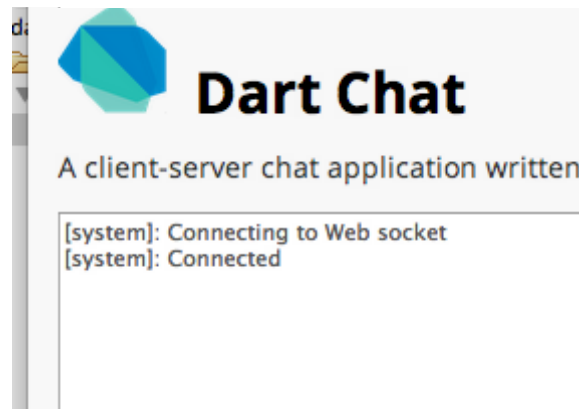 Dart Chat
A client-server chat application written
[system]: Connecting to Web socket
[system]: Connected